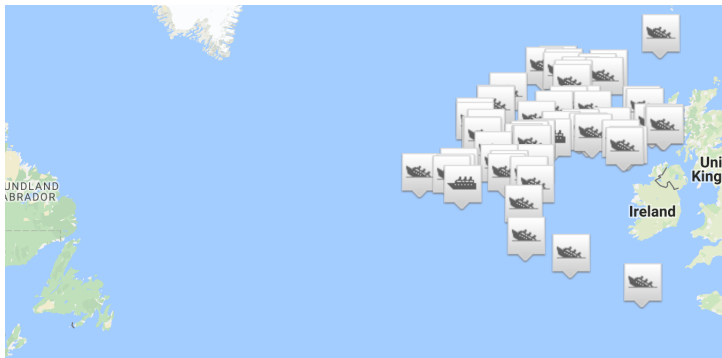 UNDLAND
ABRADOR
Uni
King
Ireland